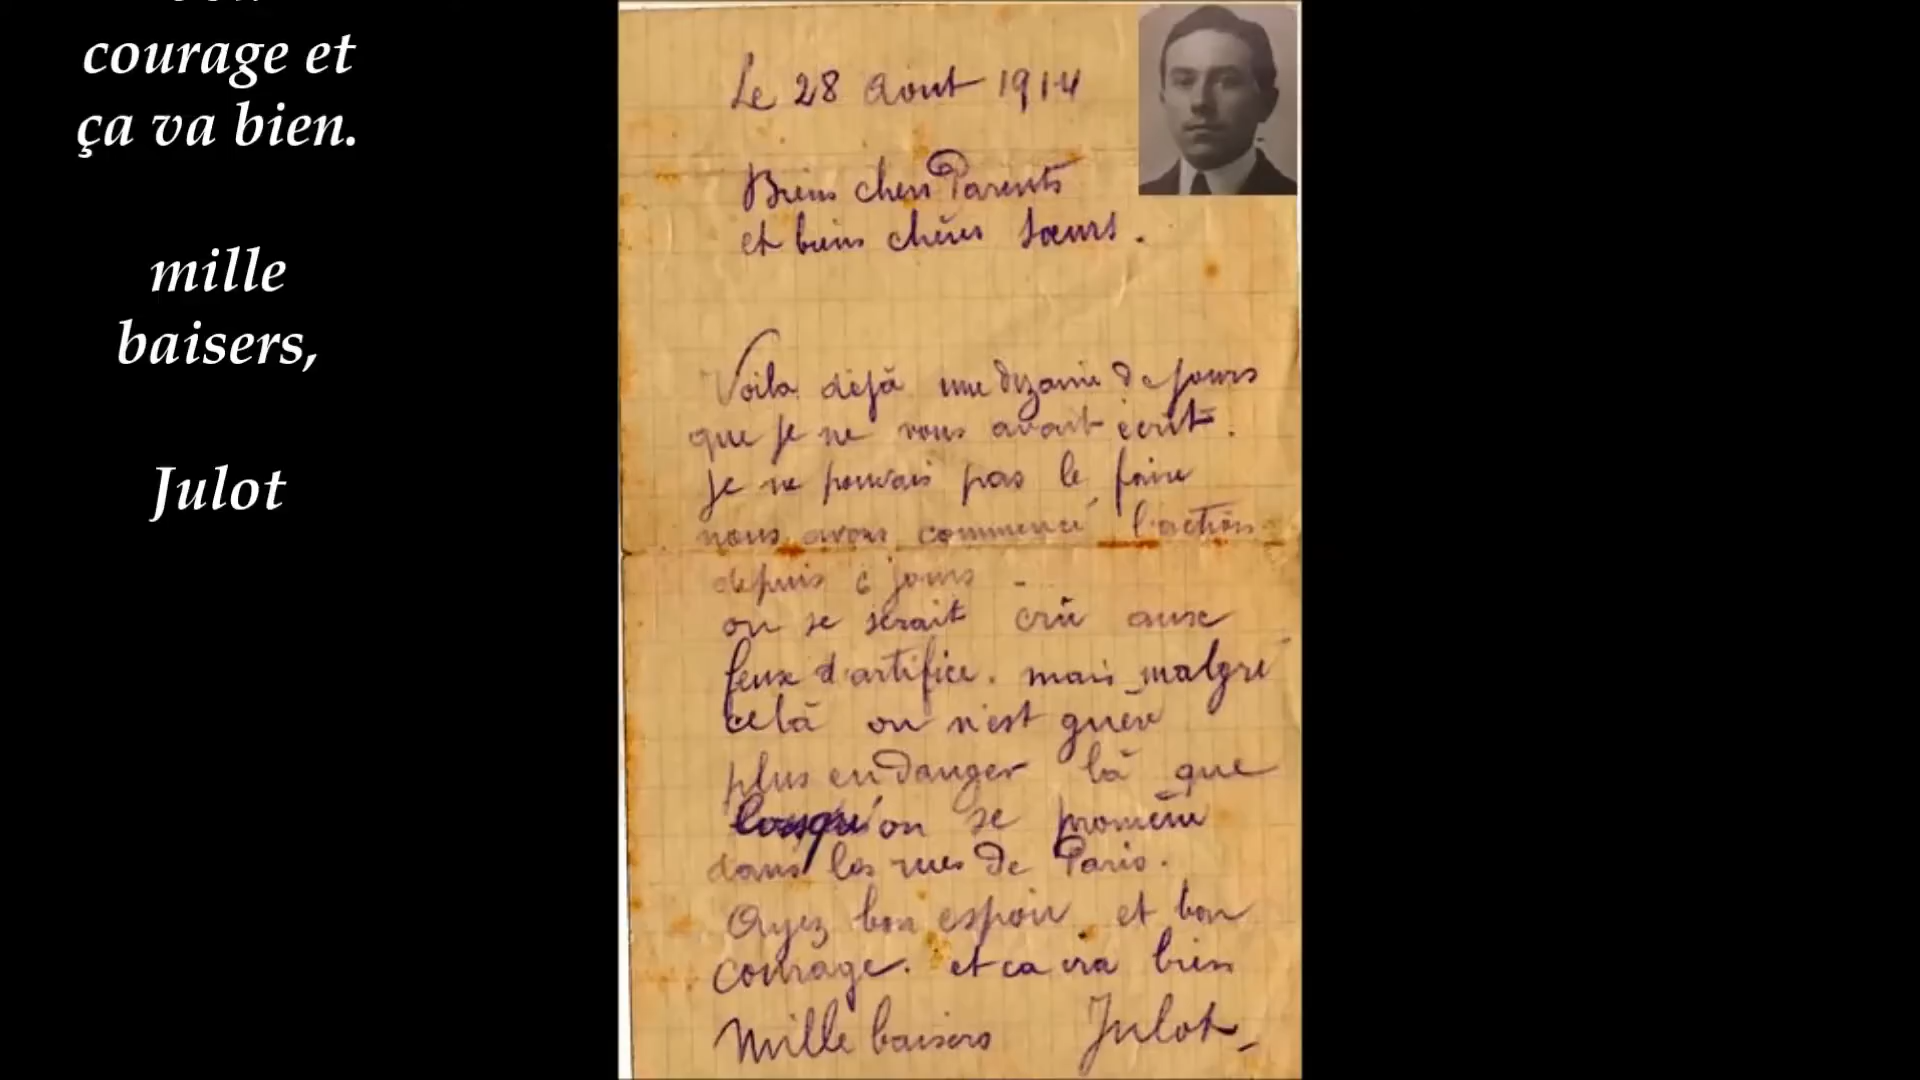 courage et
ça va bien.
mille
baisers,
Julot
Le 28 Aout 1914
Biens chers Parents
et biens chères sœurs.
Voila déjà une dizaine de jours
que je ne vous avait écrit.
je ne pouvais pas le faire
nous avons commencé l'action
depuis 6 jours.
on se serait crû aux
feux d'artifice. mais malgré
celà on n'est guère
plus en danger là que
lorsqu'on se promène
dans les rues de Paris.
Ayez bon espoir et bon
courage. et ca ira bien
Mille baisers Julot